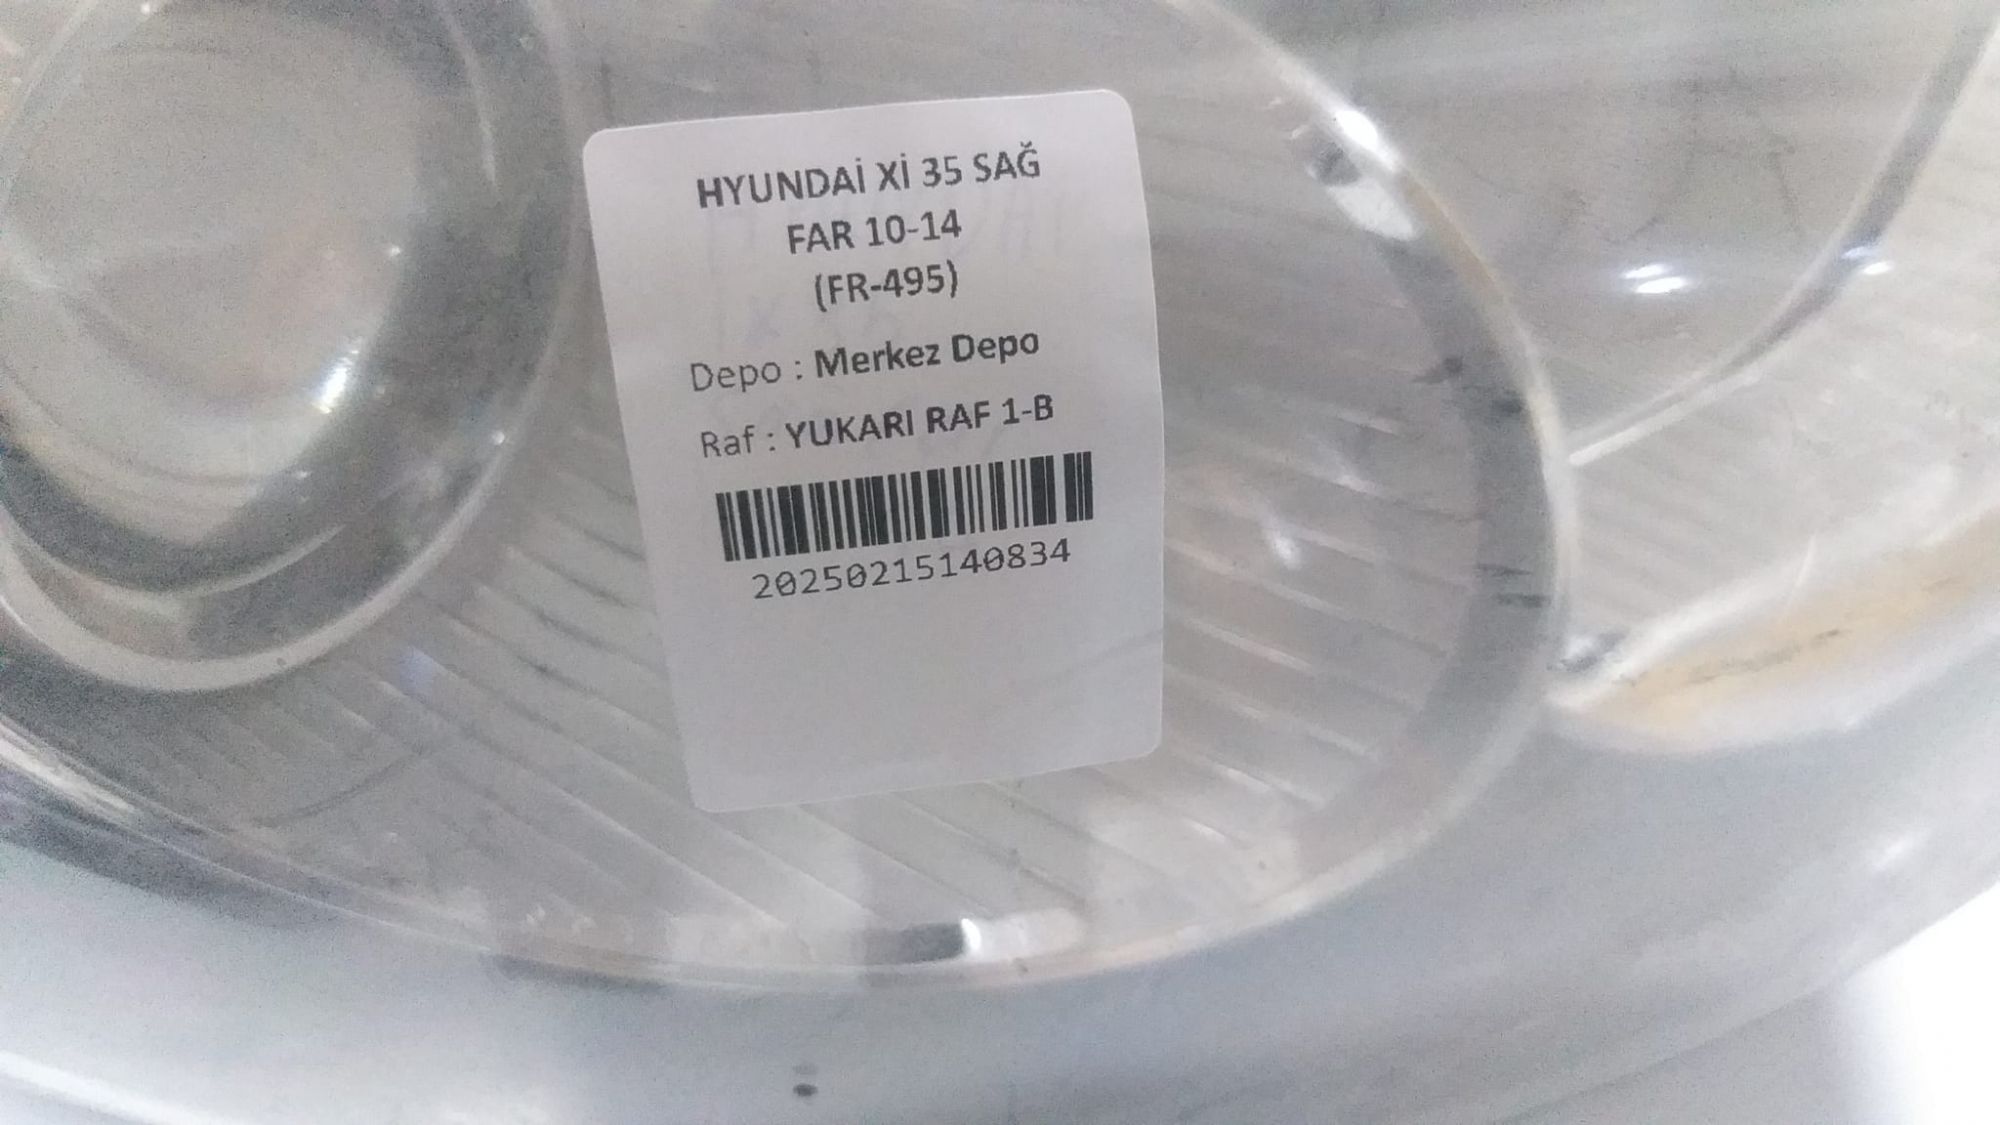 HYUNDAİ Xİ 35 SAĞ
FAR 10-14
(FR-495)
Depo : Merkez Depo
Raf : YUKARI RAF 1-B
20250215140834